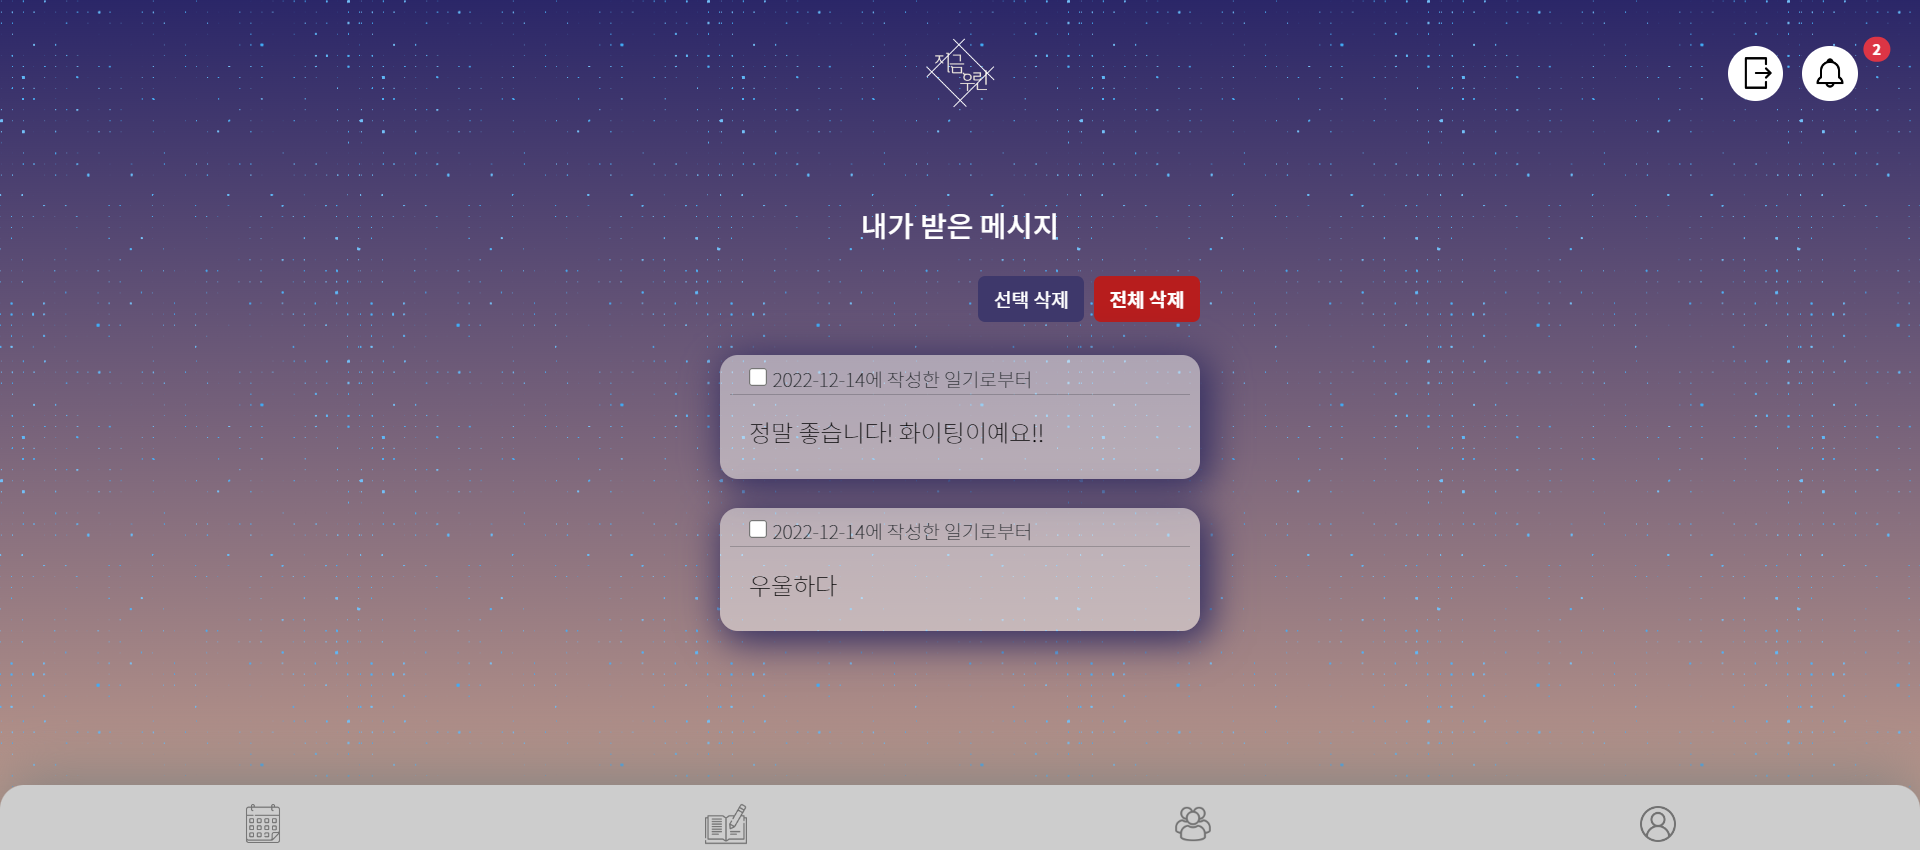 지금
우린
2
내가 받은 메시지
선택 삭제 전체 삭제
2022-12-14에 작성한 일기로부터
정말 좋습니다! 화이팅이예요!!
2022-12-14에 작성한 일기로부터
우울하다